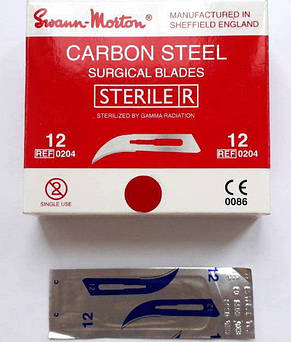 Swann-Morton®
MANUFACTURED IN
SHEFFIELD ENGLAND
CARBON STEEL
SURGICAL BLADES
STERILE R
STERILIZED BY GAMMA RADIATION
12
REF 0204
12
REF 0204
SINGLE USE
CE
0086
12
12
12